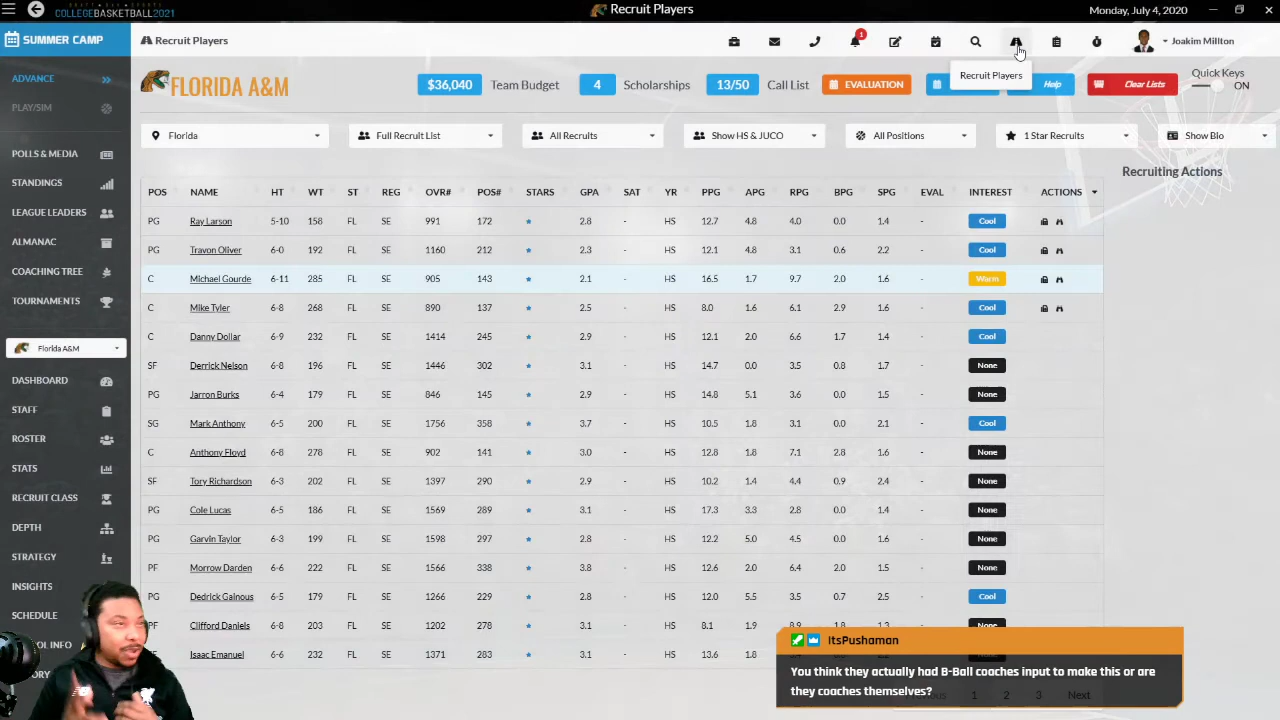 DRAFT DAY SPORTS
COLLEGEBASKETBALL2021
Recruit Players
Monday, July 4, 2020
SUMMER CAMP
Recruit Players
1
Joakim Millton
Recruit Players
ADVANCE
PLAY/SIM
POLLS & MEDIA
STANDINGS
LEAGUE LEADERS
ALMANAC
COACHING TREE
TOURNAMENTS
Florida A&M
DASHBOARD
STAFF
ROSTER
STATS
RECRUIT CLASS
DEPTH
STRATEGY
INSIGHTS
SCHEDULE
OL INFO
ORY
FLORIDA A&M
$36,040 Team Budget 4 Scholarships 13/50 Call List EVALUATION Help Clear Lists Quick Keys
ON
Florida Full Recruit List All Recruits Show HS & JUCO All Positions 1 Star Recruits Show Bio
Recruiting Actions
POS NAME HT WT ST REG OVR# POS# STARS GPA SAT YR PPG APG RPG BPG SPG EVAL INTEREST ACTIONS
PG Ray Larson 5-10 158 FL SE 991 172 2.8 - HS 12.7 4.8 4.0 0.0 1.4 - Cool
PG Travon Oliver 6-0 192 FL SE 1160 212 2.3 - HS 12.1 4.8 3.1 0.6 2.2 - Cool
C Michael Gourde 6-11 285 FL SE 905 143 2.1 - HS 16.5 1.7 9.7 2.0 1.6 - Warm
C Mike Tyler 6-9 268 FL SE 890 137 2.5 - HS 8.0 1.6 6.1 2.9 1.6 - Cool
C Danny Dollar 6-9 232 FL SE 1414 245 2.9 - HS 12.1 2.0 6.6 1.7 1.4 - Cool
SF Derrick Nelson 6-8 196 FL SE 1446 302 3.1 - HS 14.7 0.0 3.5 0.8 1.7 - None
PG Jarron Burks 6-4 179 FL SE 846 145 2.9 - HS 14.8 5.1 3.6 0.0 1.5 - None
SG Mark Anthony 6-5 200 FL SE 1756 358 3.7 - HS 10.5 1.8 3.1 0.0 2.1 - Cool
C Anthony Floyd 6-8 278 FL SE 902 141 3.0 - HS 12.8 1.8 7.1 2.8 1.6 - None
SF Tory Richardson 6-3 202 FL SE 1397 290 2.9 - HS 10.2 1.4 4.4 0.9 2.4 - None
PG Cole Lucas 6-5 186 FL SE 1569 289 3.1 - HS 17.3 3.3 2.8 0.0 1.4 - None
PG Garvin Taylor 6-8 199 FL SE 1598 297 2.8 - HS 12.2 5.0 4.5 0.0 1.6 - None
PF Morrow Darden 6-6 222 FL SE 1566 338 3.8 - HS 12.6 2.0 6.4 2.0 1.5 - None
PG Dedrick Gainous 6-5 179 FL SE 1266 229 2.8 - HS 12.0 5.5 3.5 0.7 2.5 - Cool
PF Clifford Daniels 6-8 203 FL SE 1202 278 3.1 - HS 8.1 1.9 8.9
Isaac Emanuel 6-6 232 FL SE 1371 283 3.1 - HS 13.6 1.8
ItsPushaman
You think they actually had B-Ball coaches input to make this or are
they coaches themselves?
1 2 3 Next